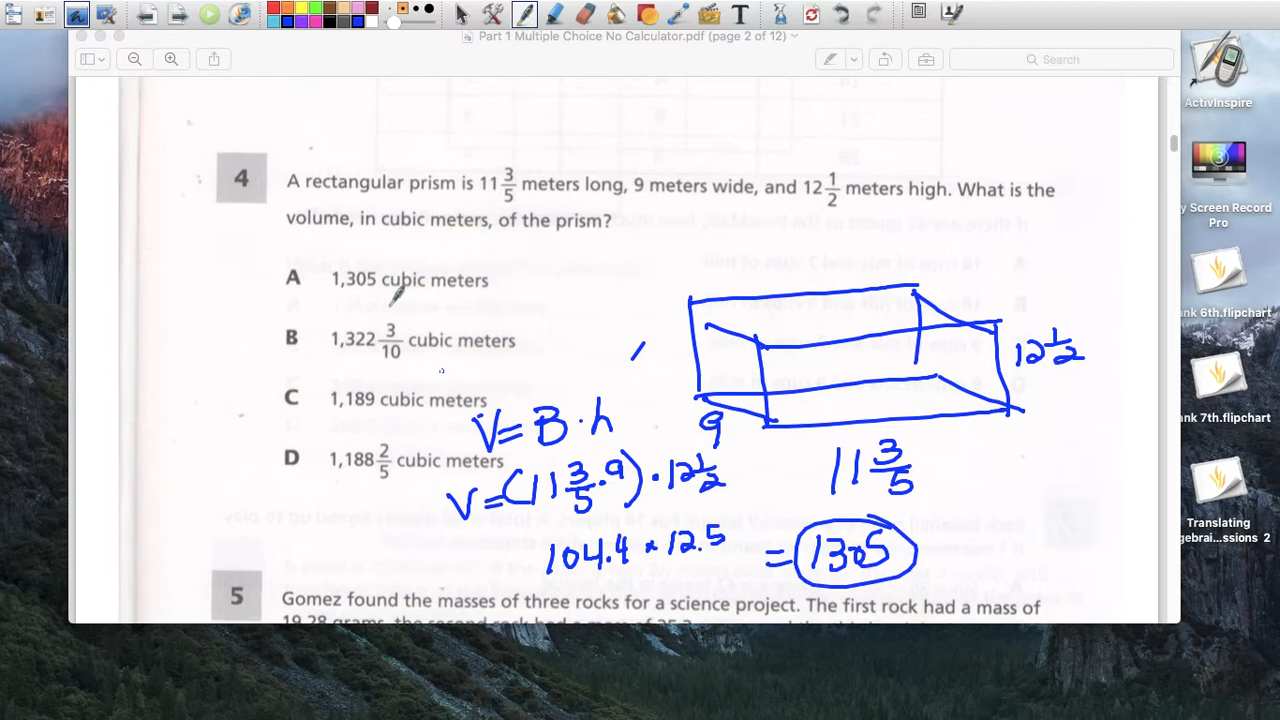 Part 1 Multiple Choice No Calculator.pdf (page 2 of 12)
Search
ActivInspire
y Screen Record
Pro
nk 6th.flipchart
nk 7th.flipchart
Translating
lgebrai...ssions 2
4
A rectangular prism is 11 3/5 meters long, 9 meters wide, and 12 1/2 meters high. What is the
volume, in cubic meters, of the prism?
A 1,305 cubic meters
B 1,322 3/10 cubic meters
C 1,189 cubic meters
D 1,188 2/5 cubic meters
12 1/2
9
11 3/5
V = B · h
V = (11 3/5 · 9) · 12 1/2
104.4 · 12.5 = 1305
5
Gomez found the masses of three rocks for a science project. The first rock had a mass of